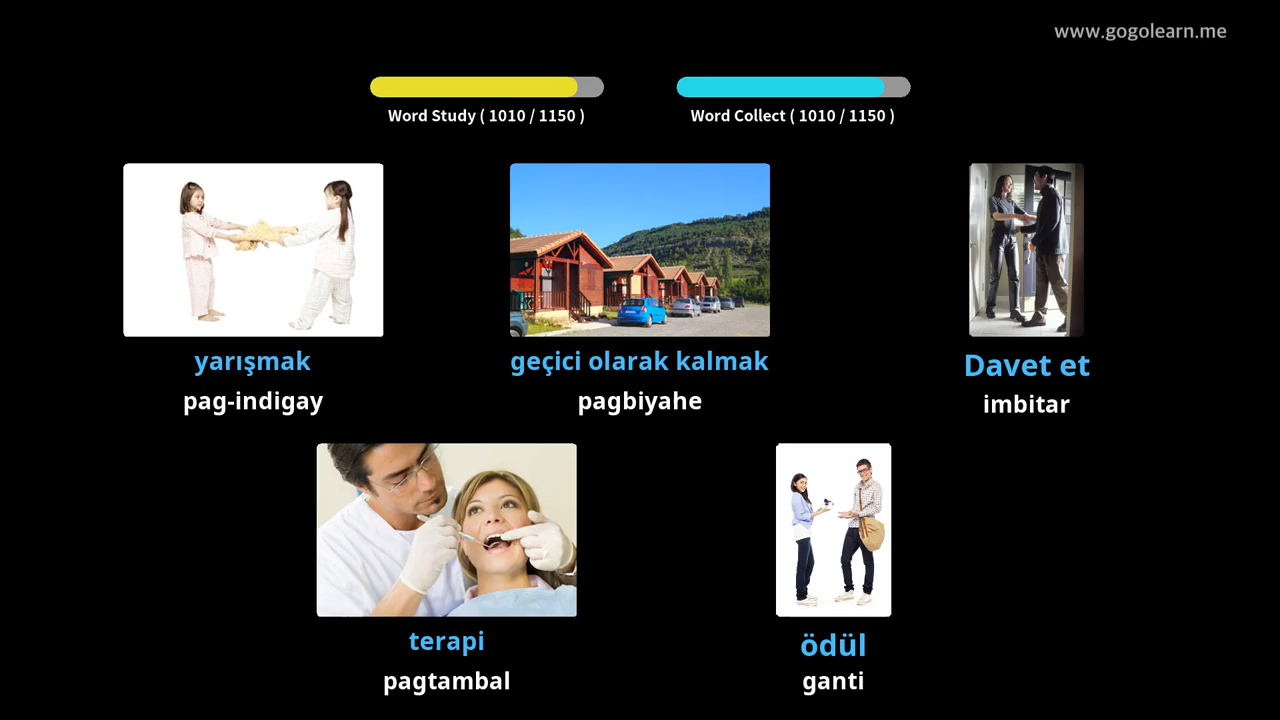 www.gogolearn.me
Word Study ( 1010 / 1150 )
Word Collect ( 1010 / 1150 )
yarışmak
pag-indigay
geçici olarak kalmak
pagbiyahe
Davet et
imbitar
terapi
pagtambal
ödül
ganti